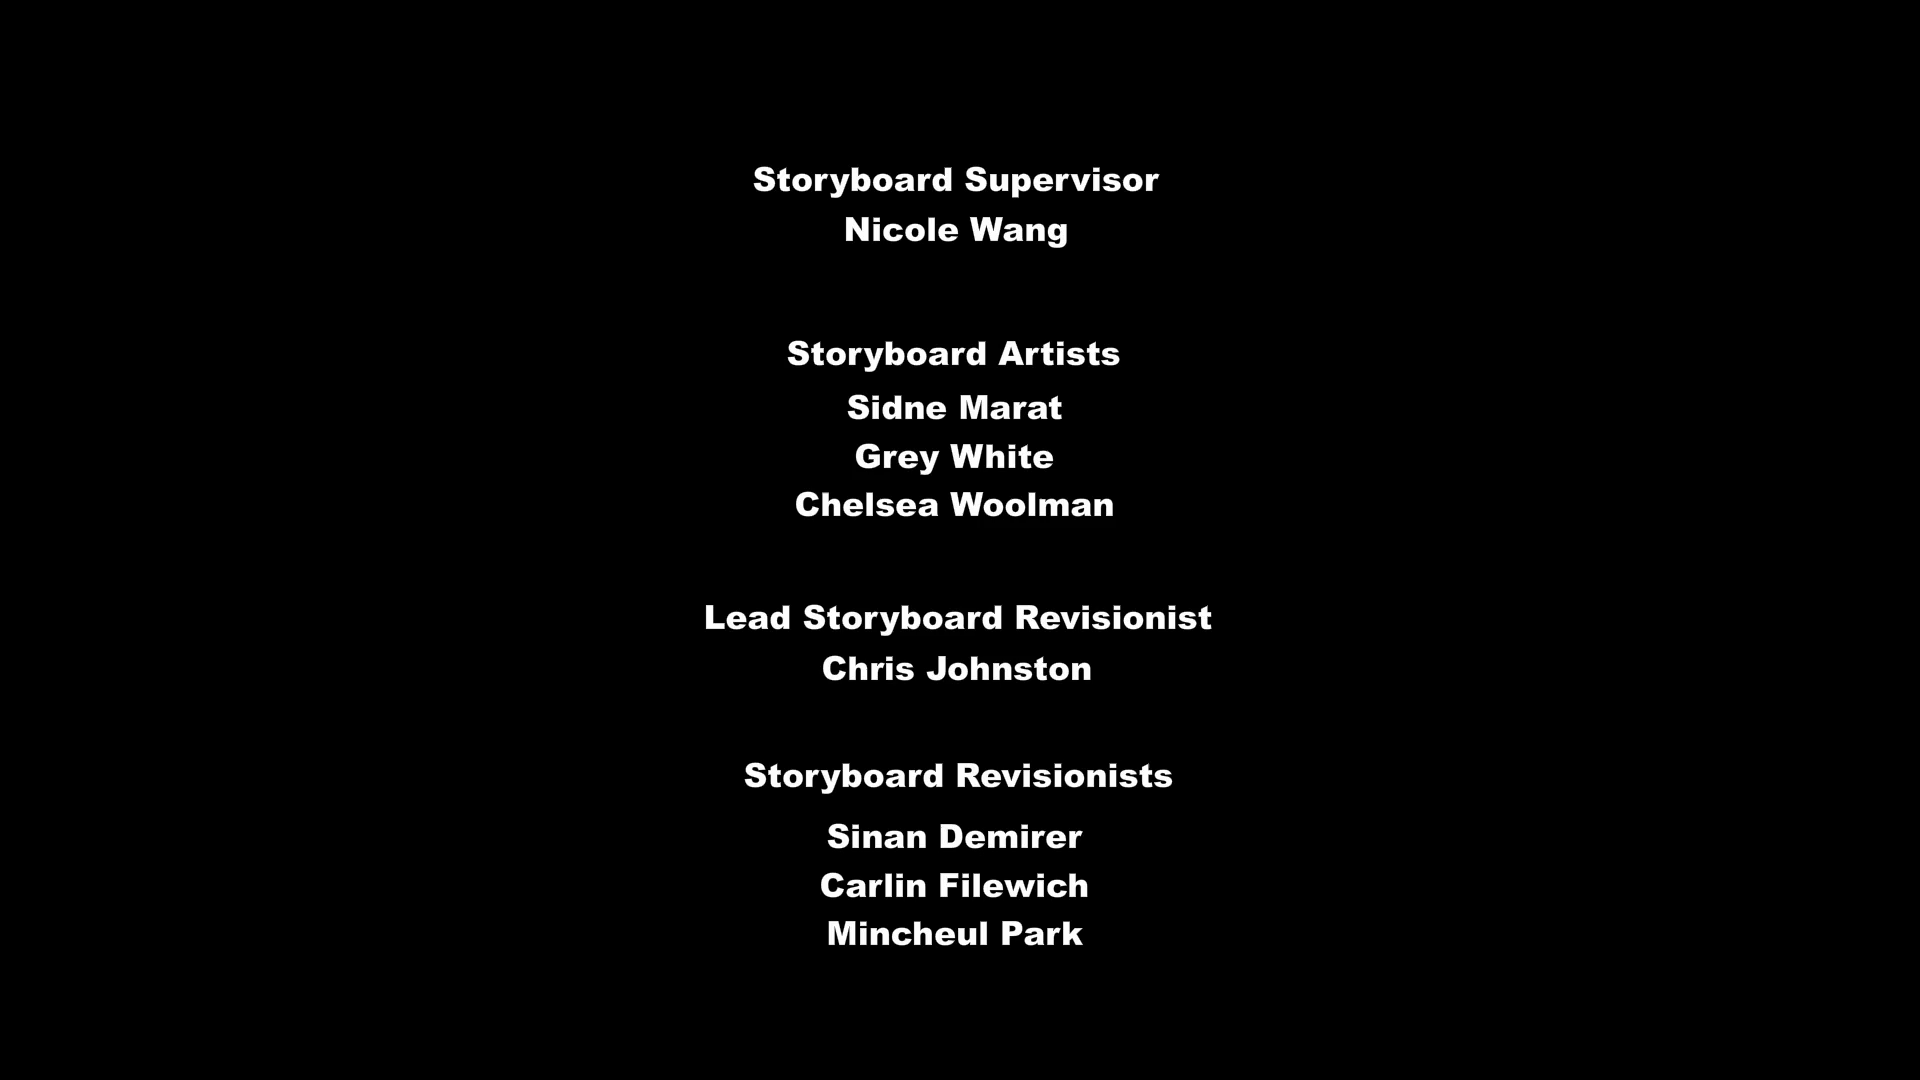 Storyboard Supervisor
Nicole Wang
Storyboard Artists
Sidne Marat
Grey White
Chelsea Woolman
Lead Storyboard Revisionist
Chris Johnston
Storyboard Revisionists
Sinan Demirer
Carlin Filewich
Mincheul Park